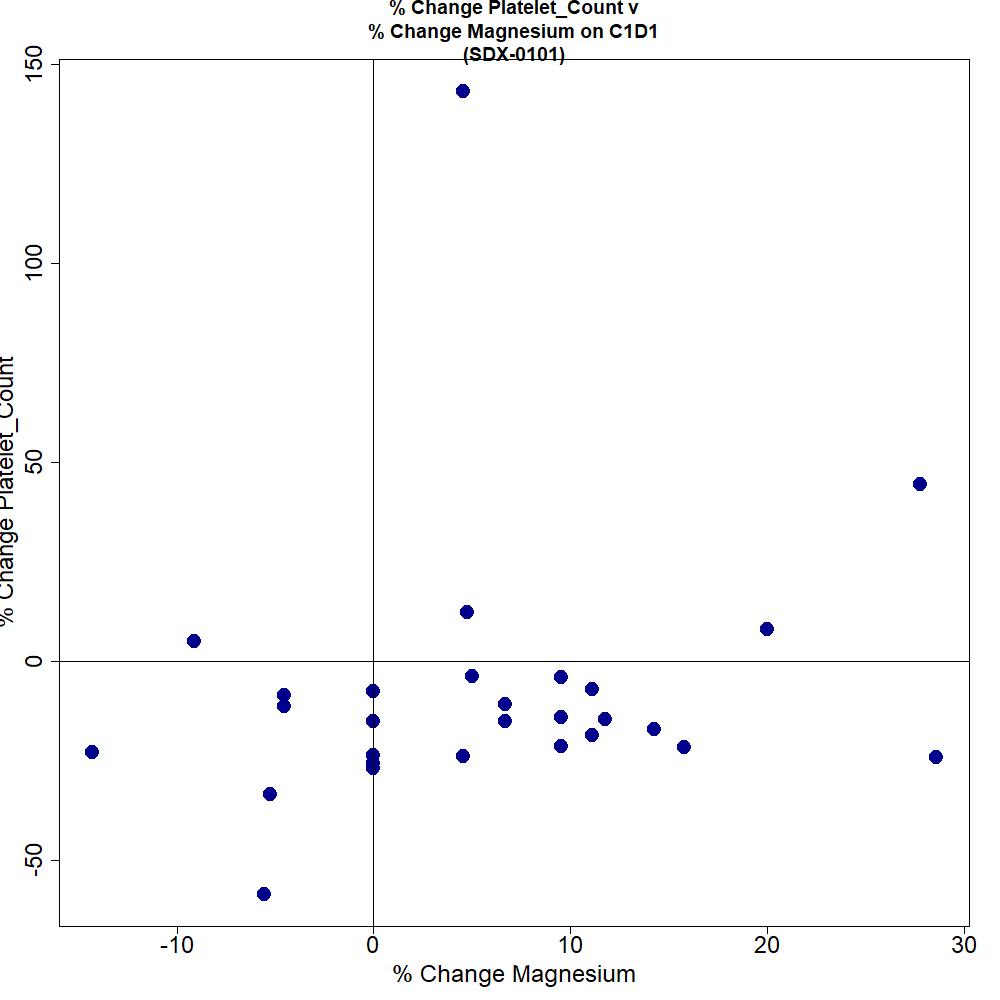 % Change Platelet_Count v
% Change Magnesium on C1D1
(SDX-0101)
150
100
50
0
-50
% Change Platelet_Count
-10
0
10
20
30
% Change Magnesium